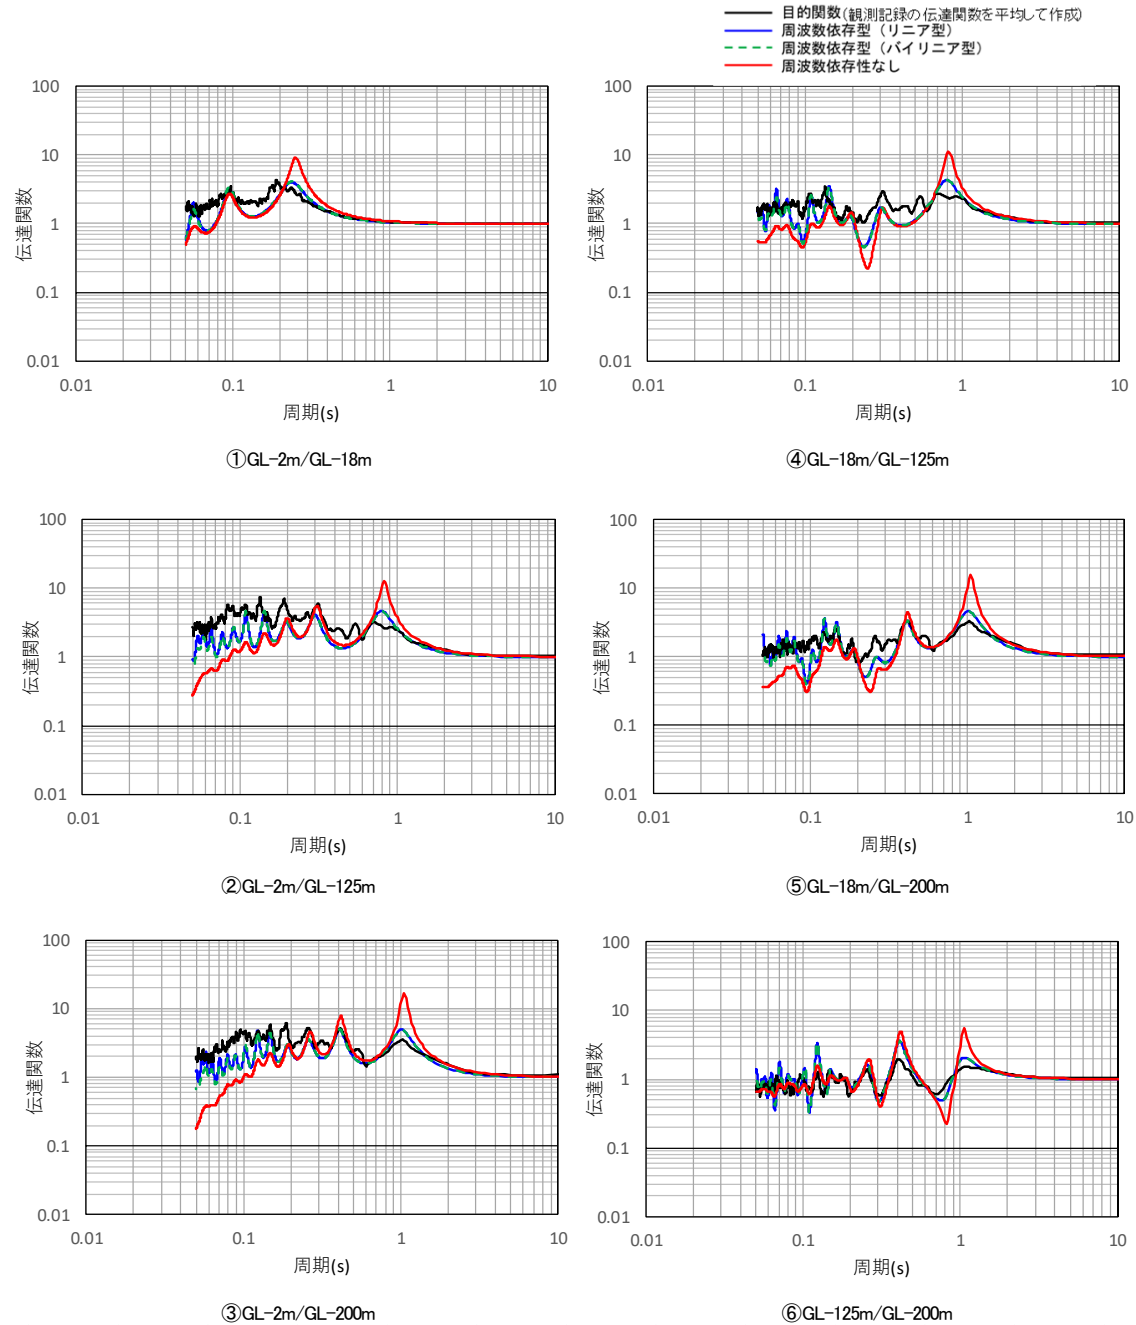 目的関数(観測記録の伝達関数を平均して作成)
周波数依存型（リニア型）
周波数依存型（バイリニア型）
周波数依存性なし
100
10
1
0.1
0.01
伝達関数
0.01
0.1
1
10
周期(s)
①GL-2m/GL-18m
100
10
1
0.1
0.01
伝達関数
0.01
0.1
1
10
周期(s)
④GL-18m/GL-125m
100
10
1
0.1
0.01
伝達関数
0.01
0.1
1
10
周期(s)
②GL-2m/GL-125m
100
10
1
0.1
0.01
伝達関数
0.01
0.1
1
10
周期(s)
⑤GL-18m/GL-200m
100
10
1
0.1
0.01
伝達関数
0.01
0.1
1
10
周期(s)
③GL-2m/GL-200m
100
10
1
0.1
0.01
伝達関数
0.01
0.1
1
10
周期(s)
⑥GL-125m/GL-200m